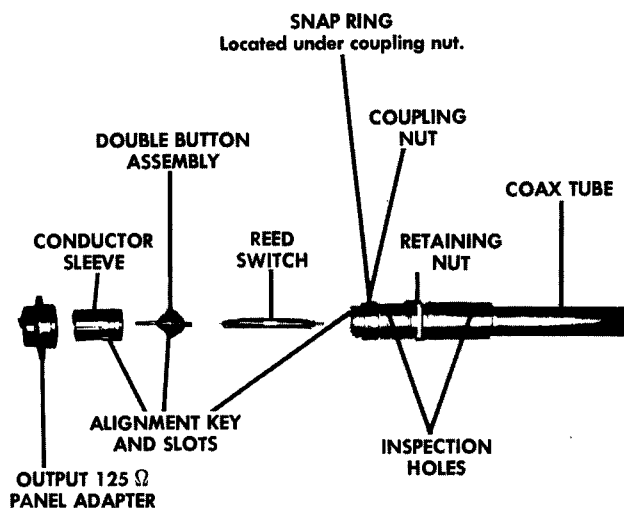 SNAP RING
Located under coupling nut.
COUPLING
NUT
DOUBLE BUTTON
ASSEMBLY
COAX TUBE
CONDUCTOR
SLEEVE
REED
SWITCH
RETAINING
NUT
ALIGNMENT KEY
AND SLOTS
INSPECTION
HOLES
OUTPUT 125 Ω
PANEL ADAPTER